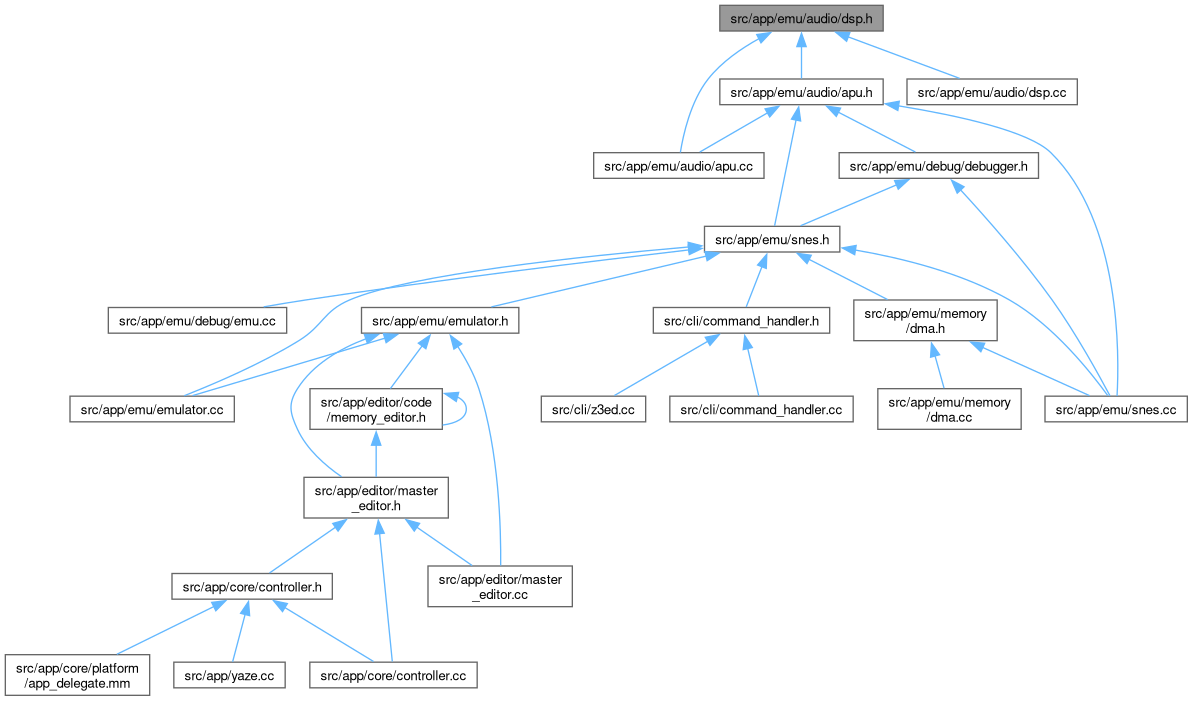 src/app/emu/audio/dsp.h
src/app/emu/audio/apu.h
src/app/emu/audio/dsp.cc
src/app/emu/audio/apu.cc
src/app/emu/debug/debugger.h
src/app/emu/snes.h
src/app/emu/debug/emu.cc
src/app/emu/emulator.h
src/cli/command_handler.h
src/app/emu/memory
/dma.h
src/app/emu/emulator.cc
src/app/editor/code
/memory_editor.h
src/cli/z3ed.cc
src/cli/command_handler.cc
src/app/emu/memory
/dma.cc
src/app/emu/snes.cc
src/app/editor/master
_editor.h
src/app/core/controller.h
src/app/editor/master
_editor.cc
src/app/core/platform
/app_delegate.mm
src/app/yaze.cc
src/app/core/controller.cc